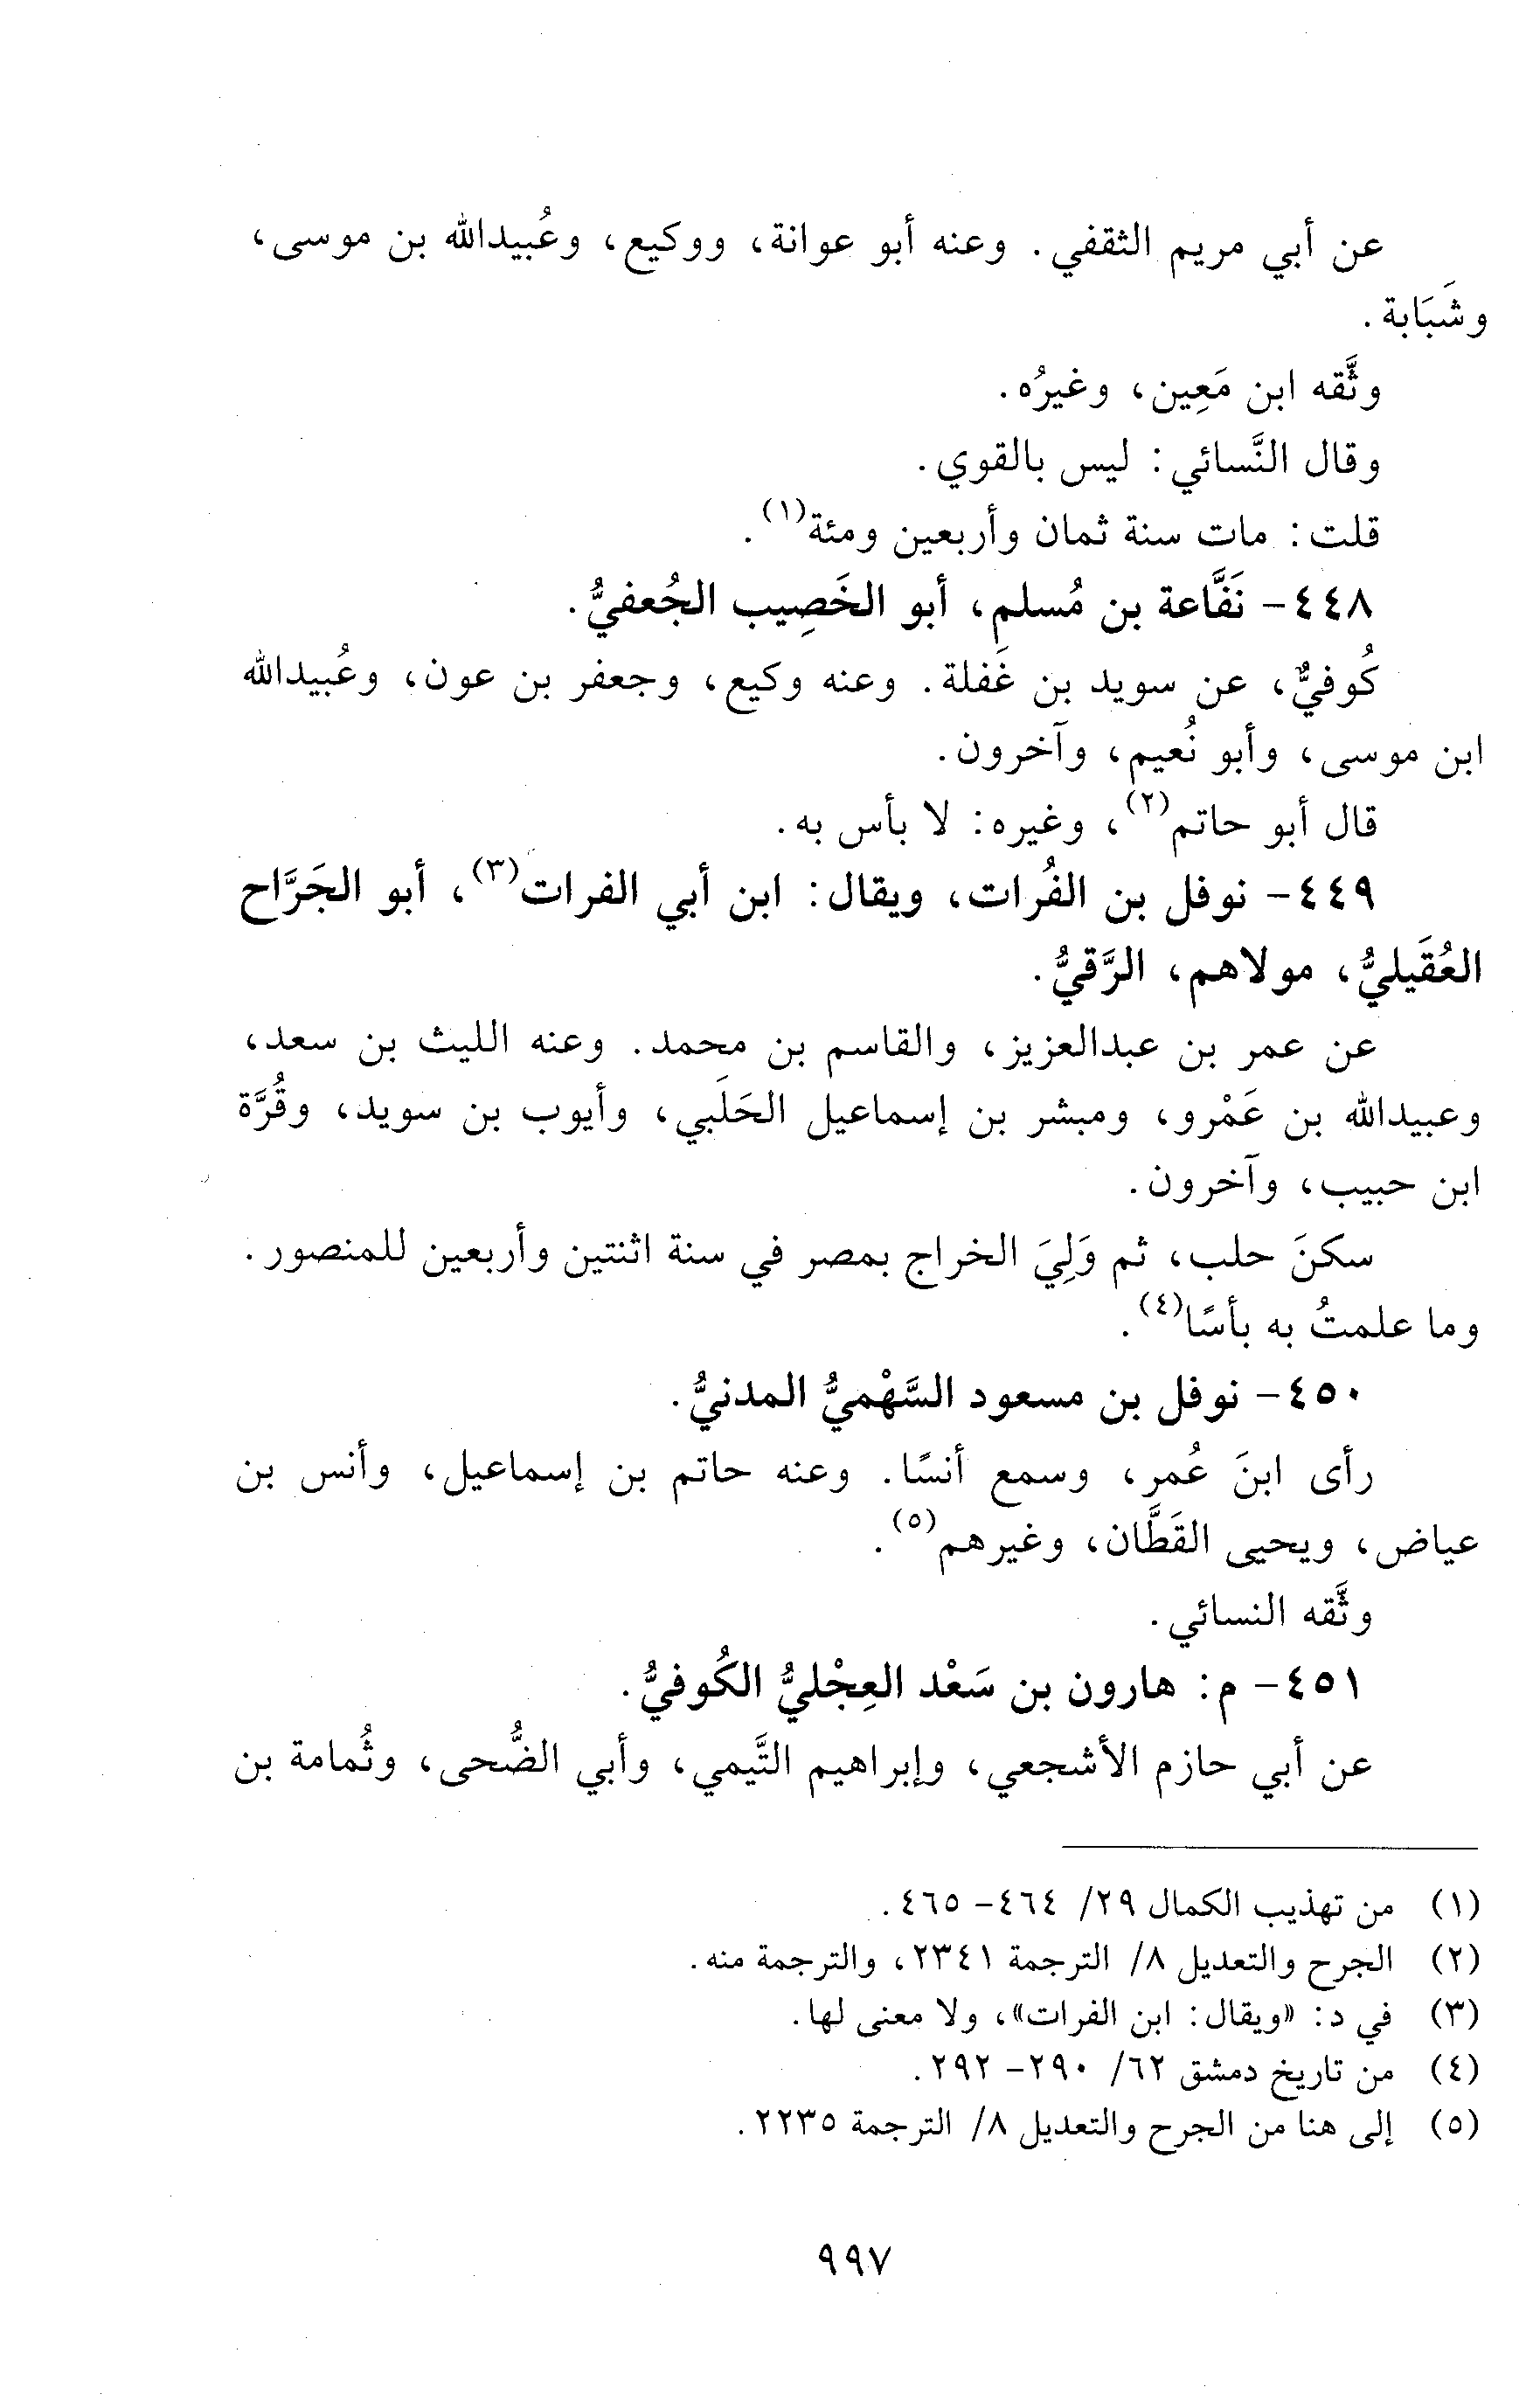 عن أبي مريم الثقفي. وعنه أبو عوانة، ووكيع، وعُبيدالله بن موسى،
وشَبَابة.
وثَّقه ابن مَعِين، وغيرُه.
وقال النَّسائي: ليس بالقوي.
قلت: مات سنة ثمان وأربعين ومئة(١).
٤٤٨- نَفَّاعة بن مُسلم، أبو الخَصِيب الجُعفيُّ.
كُوفيٌّ، عن سويد بن غَفلة. وعنه وكيع، وجعفر بن عون، وعُبيدالله
ابن موسى، وأبو نُعيم، وآخرون.
قال أبو حاتم(٢)، وغيره: لا بأس به.
٤٤٩- نوفل بن الفُرات، ويقال: ابن أبي الفرات(٣)، أبو الجَرَّاح
العُقَيليُّ، مولاهم، الرَّقيُّ.
عن عمر بن عبدالعزيز، والقاسم بن محمد. وعنه الليث بن سعد،
وعبيدالله بن عَمْرو، ومبشر بن إسماعيل الحَلَبي، وأيوب بن سويد، وقُرَّة
ابن حبيب، وآخرون.
سكنَ حلب، ثم وَلِيَ الخراج بمصر في سنة اثنتين وأربعين للمنصور.
وما علمتُ به بأسًا(٤).
٤٥٠- نوفل بن مسعود السَّهْميُّ المدنيُّ.
رأى ابنَ عُمر، وسمع أنسًا. وعنه حاتم بن إسماعيل، وأنس بن
عياض، ويحيى القَطَّان، وغيرهم(٥).
وثَّقه النسائي.
٤٥١- م: هارون بن سَعْد العِجْليُّ الكُوفيُّ.
عن أبي حازم الأشجعي، وإبراهيم التَّيمي، وأبي الضُّحى، وثُمامة بن
(١) من تهذيب الكمال ٢٩/ ٤٦٤- ٤٦٥.
(٢) الجرح والتعديل ٨/ الترجمة ٢٣٤١، والترجمة منه.
(٣) في د: «ويقال: ابن الفرات»، ولا معنى لها.
(٤) من تاريخ دمشق ٦٢/ ٢٩٠- ٢٩٢.
(٥) إلى هنا من الجرح والتعديل ٨/ الترجمة ٢٢٣٥.
٩٩٧